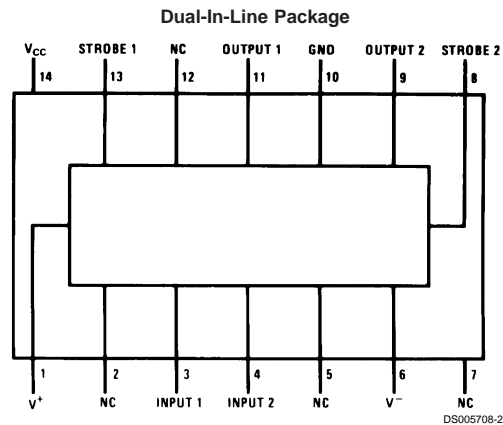 Dual-In-Line Package
VCC STROBE 1 NC OUTPUT 1 GND OUTPUT 2 STROBE 2
14 13 12 11 10 9 8
1 2 3 4 5 6 7
V+ NC INPUT 1 INPUT 2 NC V− NC
DS005708-2